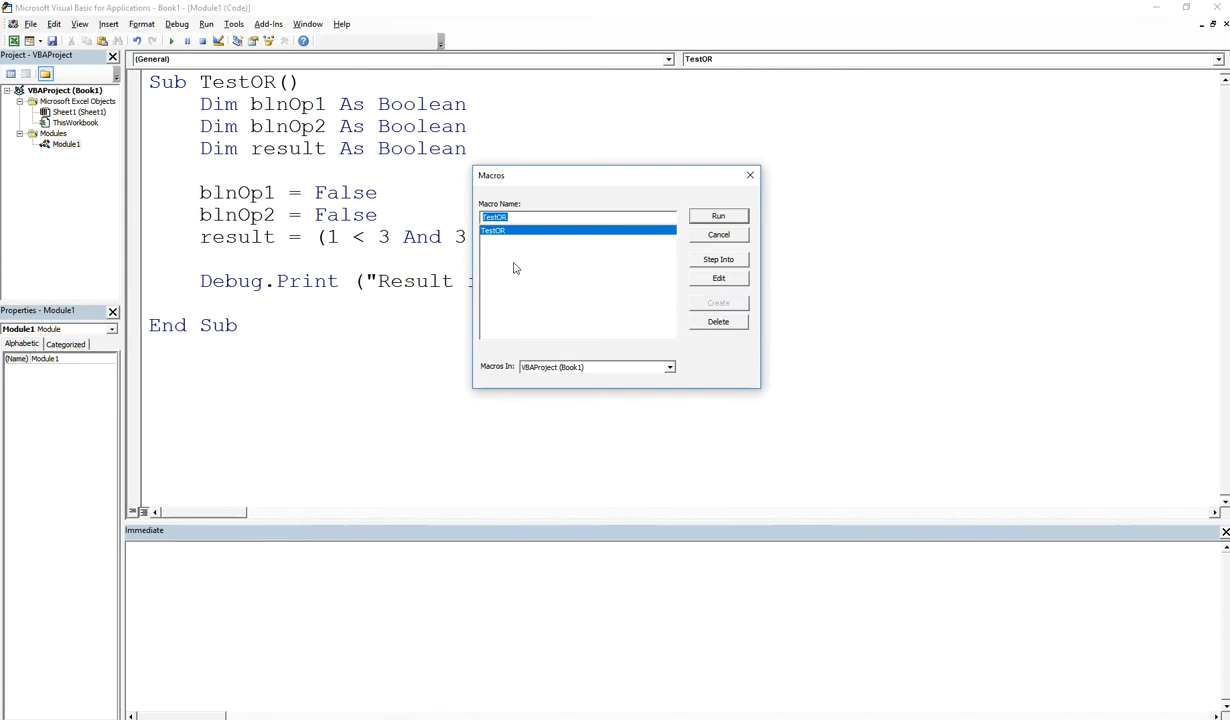 Microsoft Visual Basic for Applications - Book1 - [Module1 (Code)]
File Edit View Insert Format Debug Run Tools Add-Ins Window Help
Project - VBAProject
(General)
TestOR
VBAProject (Book1)
Microsoft Excel Objects
Sheet1 (Sheet1)
ThisWorkbook
Modules
Module1
Properties - Module1
Module1 Module
Alphabetic Categorized
(Name) Module1
Sub TestOR()
Dim blnOp1 As Boolean
Dim blnOp2 As Boolean
Dim result As Boolean
blnOp1 = False
blnOp2 = False
result = (1 < 3 And 3
Debug.Print ("Result
End Sub
Macros
Macro Name:
TestOR
TestOR
Run
Cancel
Step Into
Edit
Create
Delete
Macros In: VBAProject (Book1)
Immediate